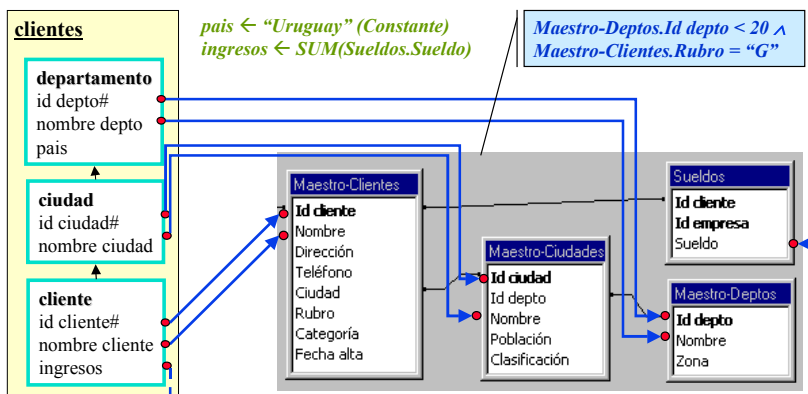 clientes
pais ← “Uruguay” (Constante)
ingresos ← SUM(Sueldos.Sueldo)
Maestro-Deptos.Id depto < 20 ∧
Maestro-Clientes.Rubro = “G”
departamento
id depto#
nombre depto
pais
ciudad
id ciudad#
nombre ciudad
cliente
id cliente#
nombre cliente
ingresos
Maestro-Clientes
Id cliente
Nombre
Dirección
Teléfono
Ciudad
Rubro
Categoría
Fecha alta
Maestro-Ciudades
Id ciudad
Id depto
Nombre
Población
Clasificación
Sueldos
Id cliente
Id empresa
Sueldo
Maestro-Deptos
Id depto
Nombre
Zona